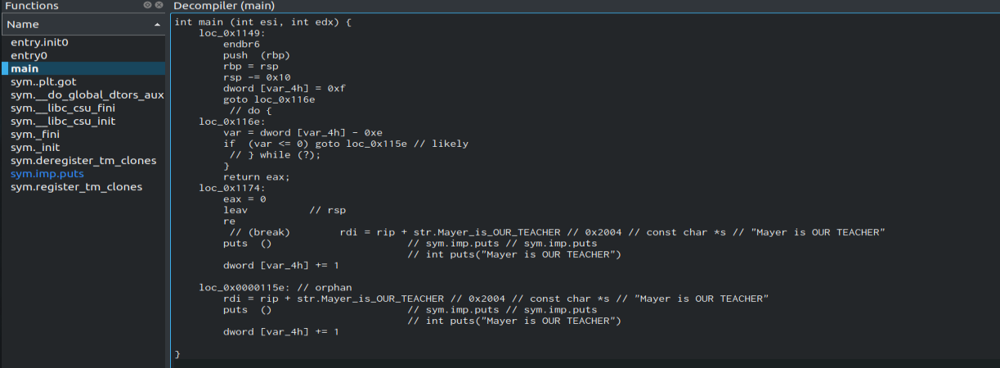 Functions
Name
entry.init0
entry0
main
sym..plt.got
sym.__do_global_dtors_aux
sym.__libc_csu_fini
sym.__libc_csu_init
sym._fini
sym._init
sym.deregister_tm_clones
sym.imp.puts
sym.register_tm_clones
Decompiler (main)
int main (int esi, int edx) {
    loc_0x1149:
        endbr6
        push  (rbp)
        rbp = rsp
        rsp -= 0x10
        dword [var_4h] = 0xf
        goto loc_0x116e
         // do {
    loc_0x116e:
        var = dword [var_4h] - 0xe
        if  (var <= 0) goto loc_0x115e // likely
         // } while (?);
        }
        return eax;
    loc_0x1174:
        eax = 0
        leav          // rsp
        re
         // (break)        rdi = rip + str.Mayer_is_OUR_TEACHER // 0x2004 // const char *s // "Mayer is OUR TEACHER"
        puts  ()                       // sym.imp.puts // sym.imp.puts
                                       // int puts("Mayer is OUR TEACHER")
        dword [var_4h] += 1
    loc_0x0000115e: // orphan
        rdi = rip + str.Mayer_is_OUR_TEACHER // 0x2004 // const char *s // "Mayer is OUR TEACHER"
        puts  ()                       // sym.imp.puts // sym.imp.puts
                                       // int puts("Mayer is OUR TEACHER")
        dword [var_4h] += 1
}